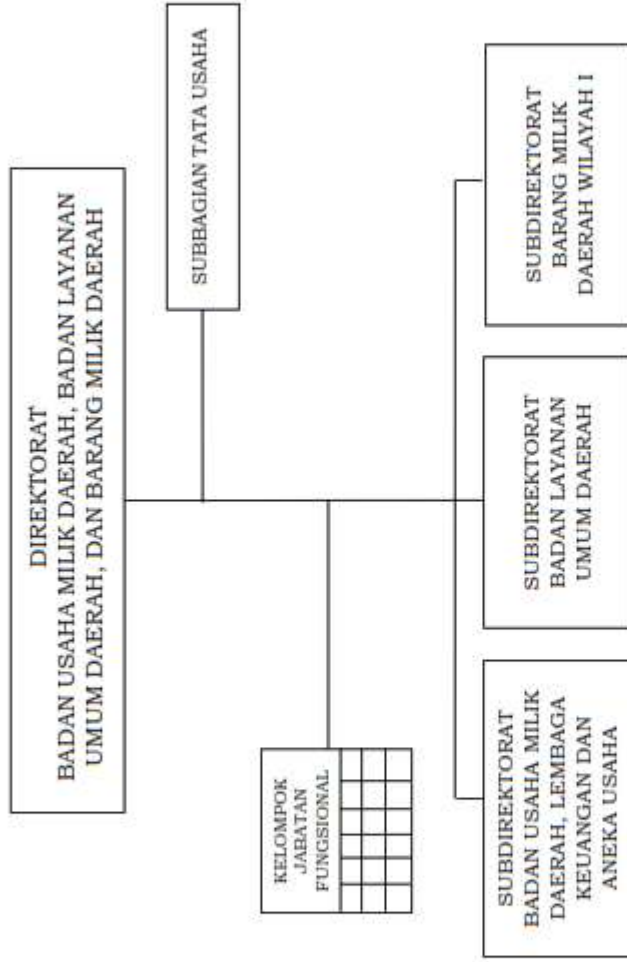 DIREKTORAT
BADAN USAHA MILIK DAERAH, BADAN LAYANAN
UMUM DAERAH, DAN BARANG MILIK DAERAH
SUBBAGIAN TATA USAHA
KELOMPOK
JABATAN
FUNGSIONAL
SUBDIREKTORAT
BADAN USAHA MILIK
DAERAH, LEMBAGA
KEUANGAN DAN
ANEKA USAHA
SUBDIREKTORAT
BADAN LAYANAN
UMUM DAERAH
SUBDIREKTORAT
BARANG MILIK
DAERAH WILAYAH I